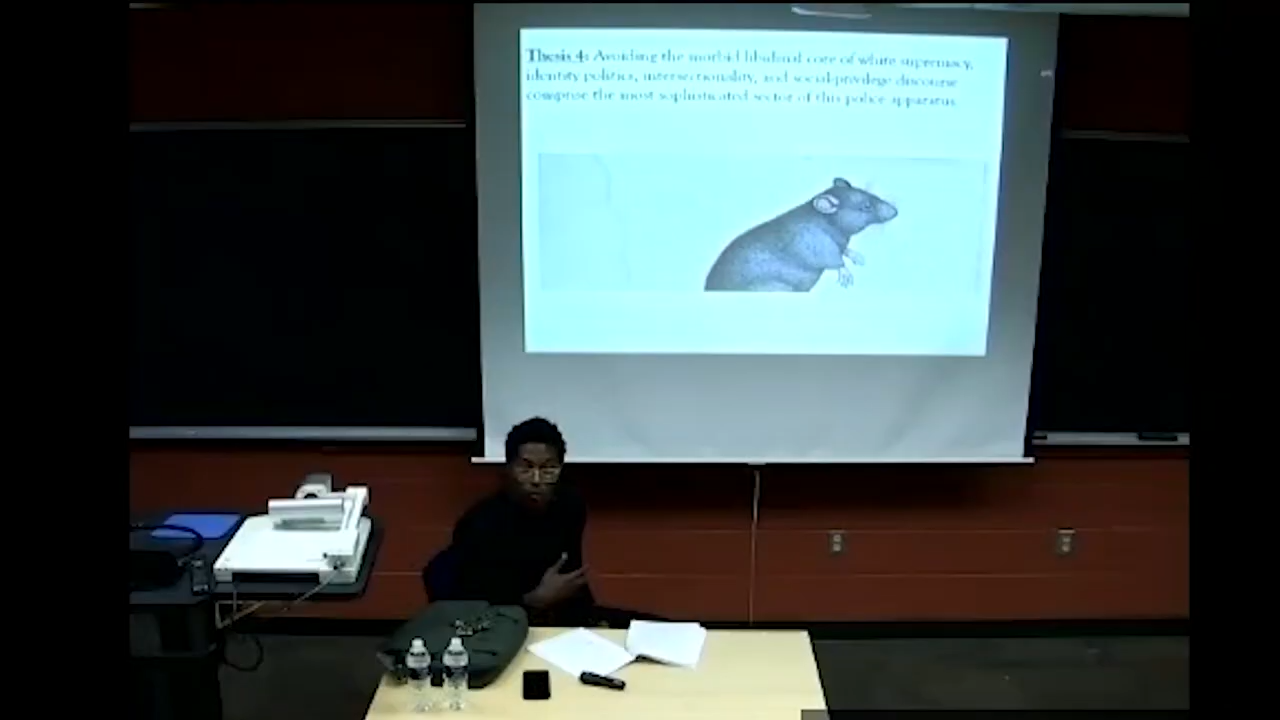 Thesis 4: Avoiding the morbid libidinal core of white supremacy,
identity politics, intersectionality, and social-privilege discourse
comprise the most sophisticated sector of this police apparatus.